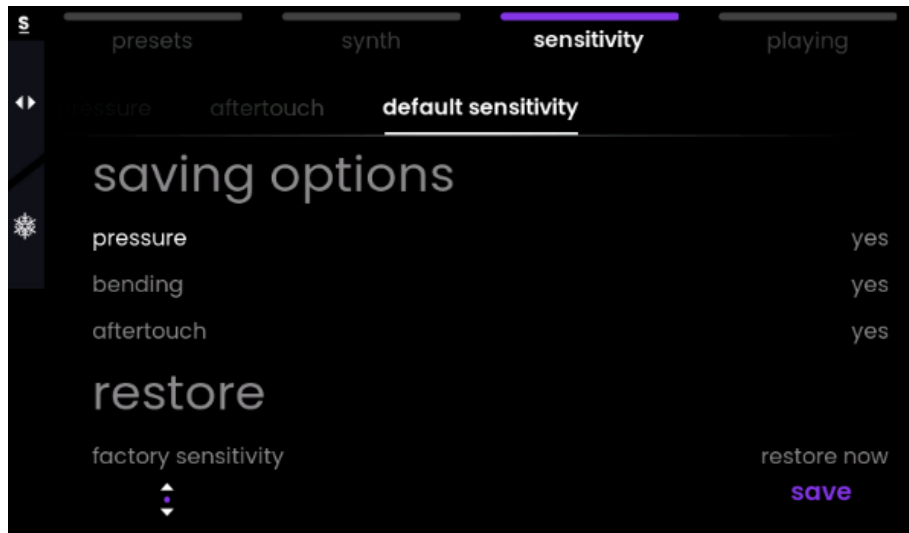 S
presets synth sensitivity playing
essure aftertouch default sensitivity
saving options
pressure yes
bending yes
aftertouch yes
restore
factory sensitivity restore now
save